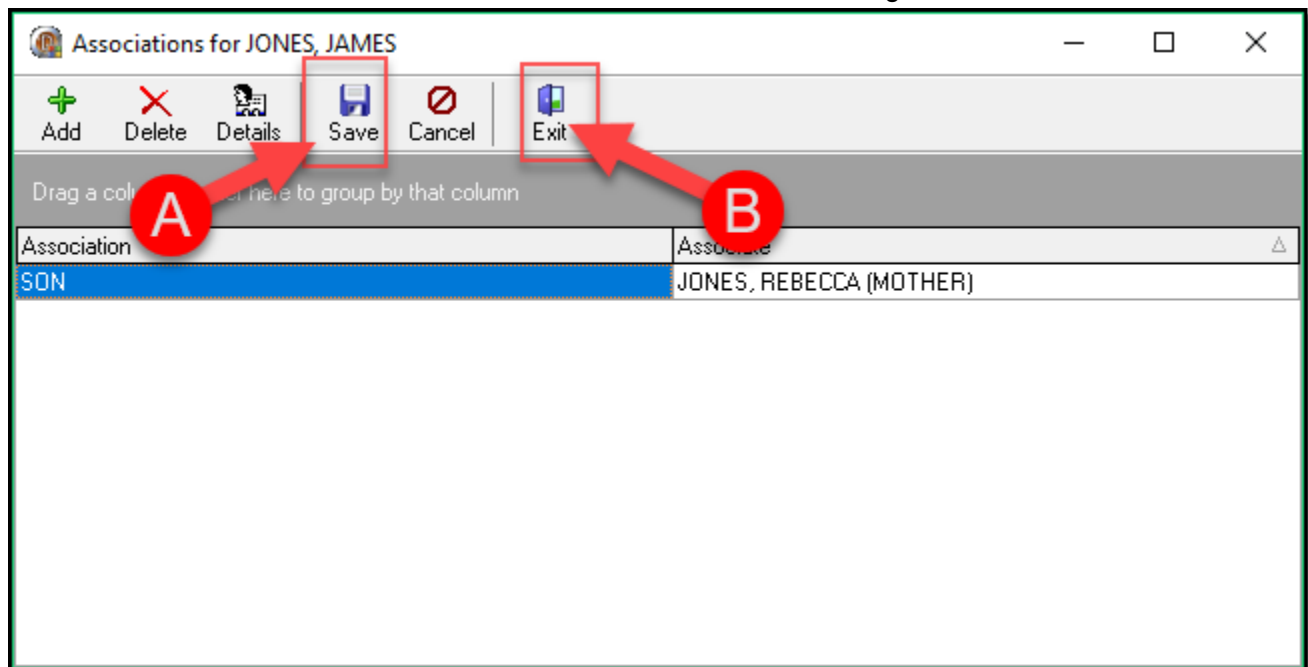 Associations for JONES, JAMES
Add Delete Details Save Cancel Exit
Drag a here to group by that column
A
B
Association Associate
SON JONES, REBECCA (MOTHER)